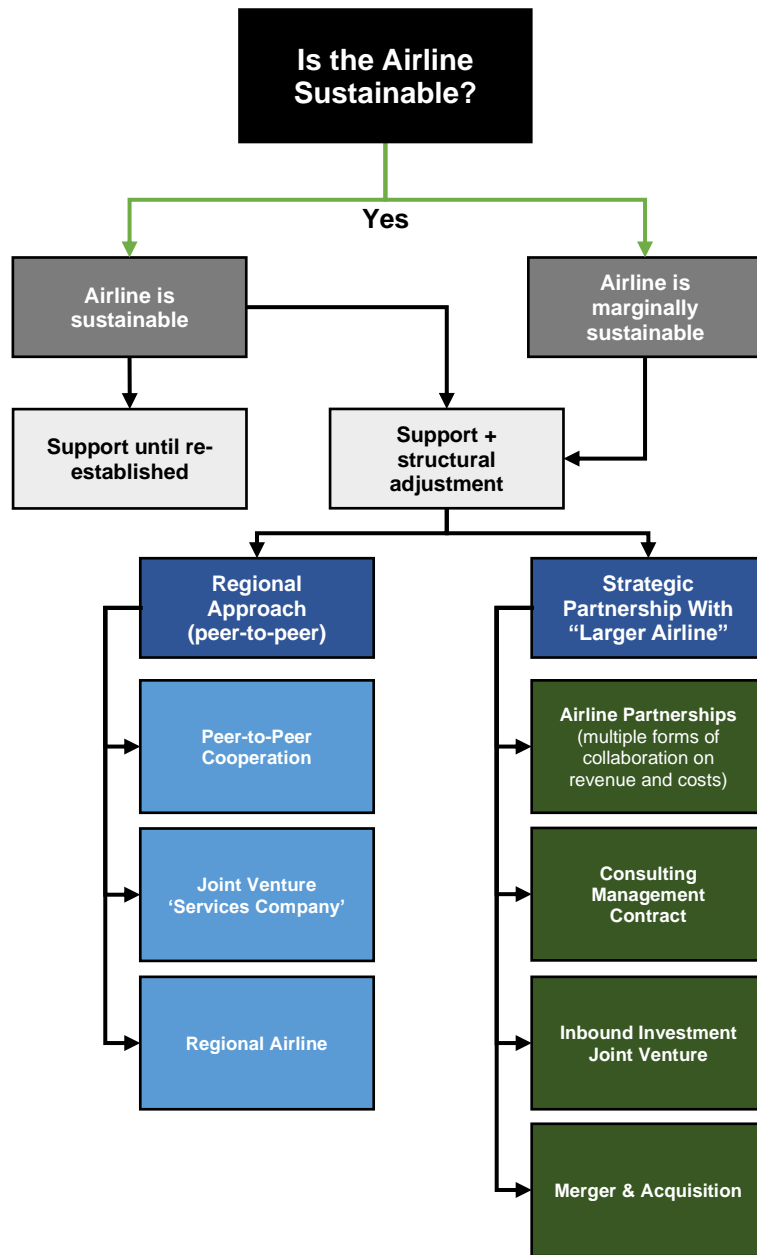 Is the Airline
Sustainable?
Yes
Airline is
sustainable
Airline is
marginally
sustainable
Support until re-
established
Support +
structural
adjustment
Regional
Approach
(peer-to-peer)
Strategic
Partnership With
“Larger Airline”
Peer-to-Peer
Cooperation
Airline Partnerships
(multiple forms of
collaboration on
revenue and costs)
Joint Venture
‘Services Company’
Consulting
Management
Contract
Regional Airline
Inbound Investment
Joint Venture
Merger & Acquisition